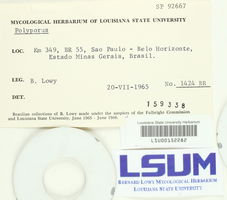 SP 92667
MYCOLOGICAL HERBARIUM OF LOUISIANA STATE UNIVERSITY
Polyporus
LOC. Km 349, BR 55, Sao Paulo - Belo Horizonte,
Estado Minas Gerais, Brasil.
LEG. B. Lowy
20-VII-1965 No. 1424 BR
DET.
159338
Brazilian collections of B. Lowy made under the auspices of the Fulbright Commission
and Louisiana State University, June 1965 - June 1966.
Louisiana State University Herbarium
LSU00152262
LSUM
BERNARD LOWY MYCOLOGICAL HERBARIUM
LOUISIANA STATE UNIVERSITY